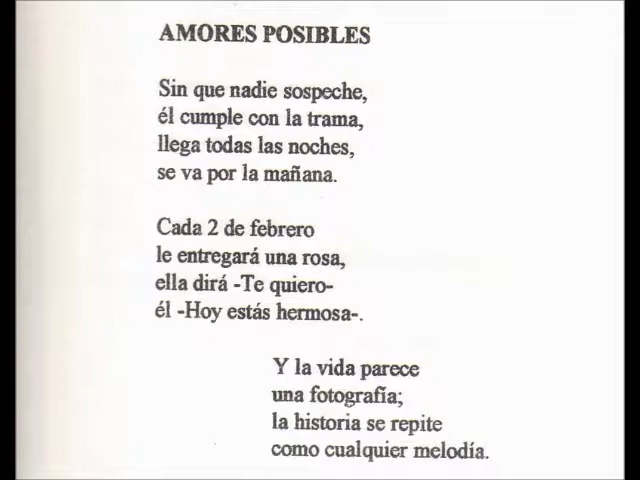 AMORES POSIBLES
Sin que nadie sospeche,
él cumple con la trama,
llega todas las noches,
se va por la mañana.
Cada 2 de febrero
le entregará una rosa,
ella dirá -Te quiero-
él -Hoy estás hermosa-.
Y la vida parece
una fotografía;
la historia se repite
como cualquier melodía.